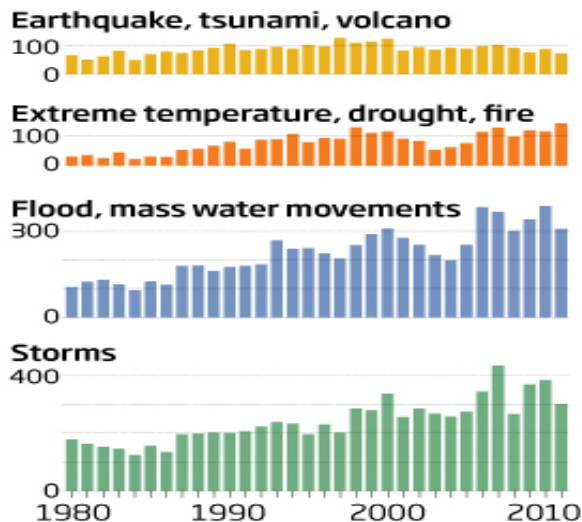 Earthquake, tsunami, volcano
100
0
Extreme temperature, drought, fire
100
0
Flood, mass water movements
300
0
Storms
400
0
1980 1990 2000 2010